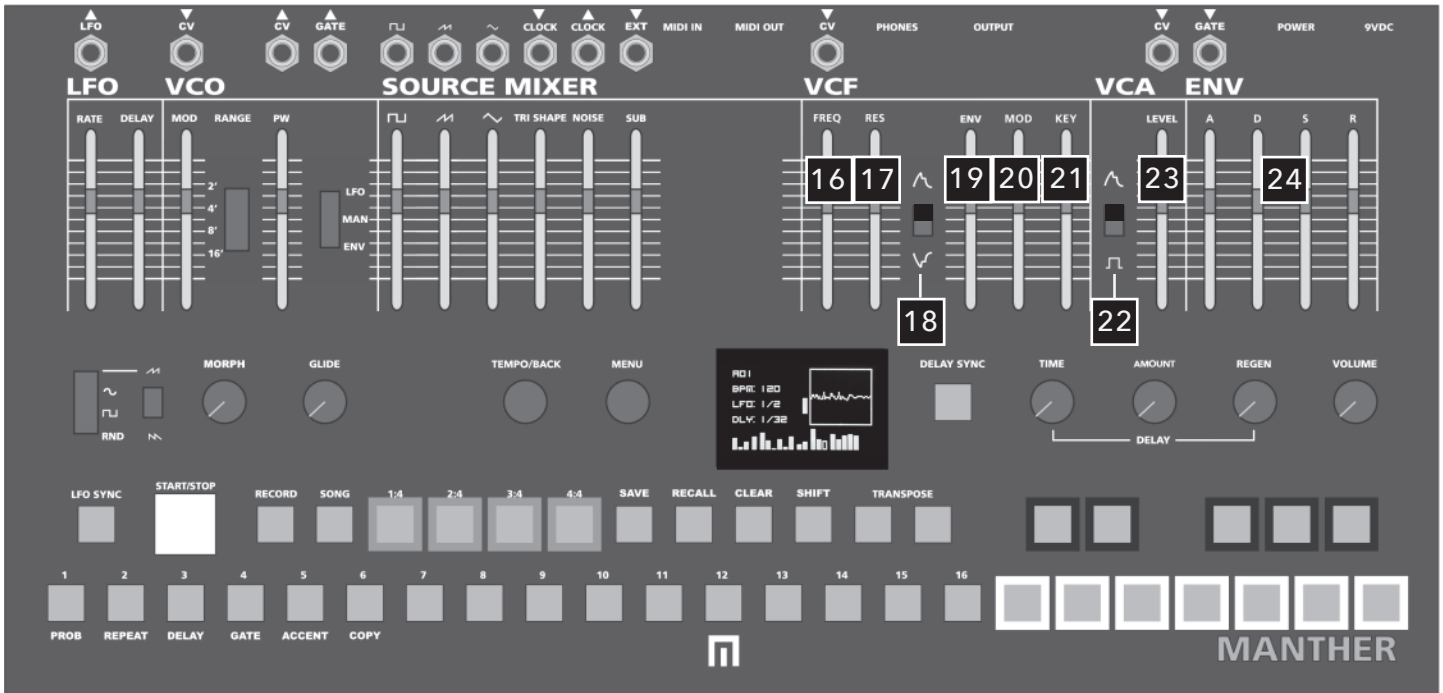 LFO CV CV GATE CLOCK CLOCK EXT MIDI IN MIDI OUT CV PHONES OUTPUT CV GATE POWER 9VDC
LFO VCO SOURCE MIXER VCF VCA ENV
RATE DELAY MOD RANGE PW TRI SHAPE NOISE SUB FREQ RES ENV MOD KEY LEVEL A D S R
16 17 19 20 21 23 24
2' LFO
4' MAN
8' ENV
16'
18 22
MORPH GLIDE TEMPO/BACK MENU DELAY SYNC TIME AMOUNT REGEN VOLUME
A01
BPM: 120
LFO: 1/2
DLY: 1/32
RND DELAY
LFO SYNC START/STOP RECORD SONG 1:4 2:4 3:4 4:4 SAVE RECALL CLEAR SHIFT TRANSPOSE
1 2 3 4 5 6 7 8 9 10 11 12 13 14 15 16
PROB REPEAT DELAY GATE ACCENT COPY
MANTHER